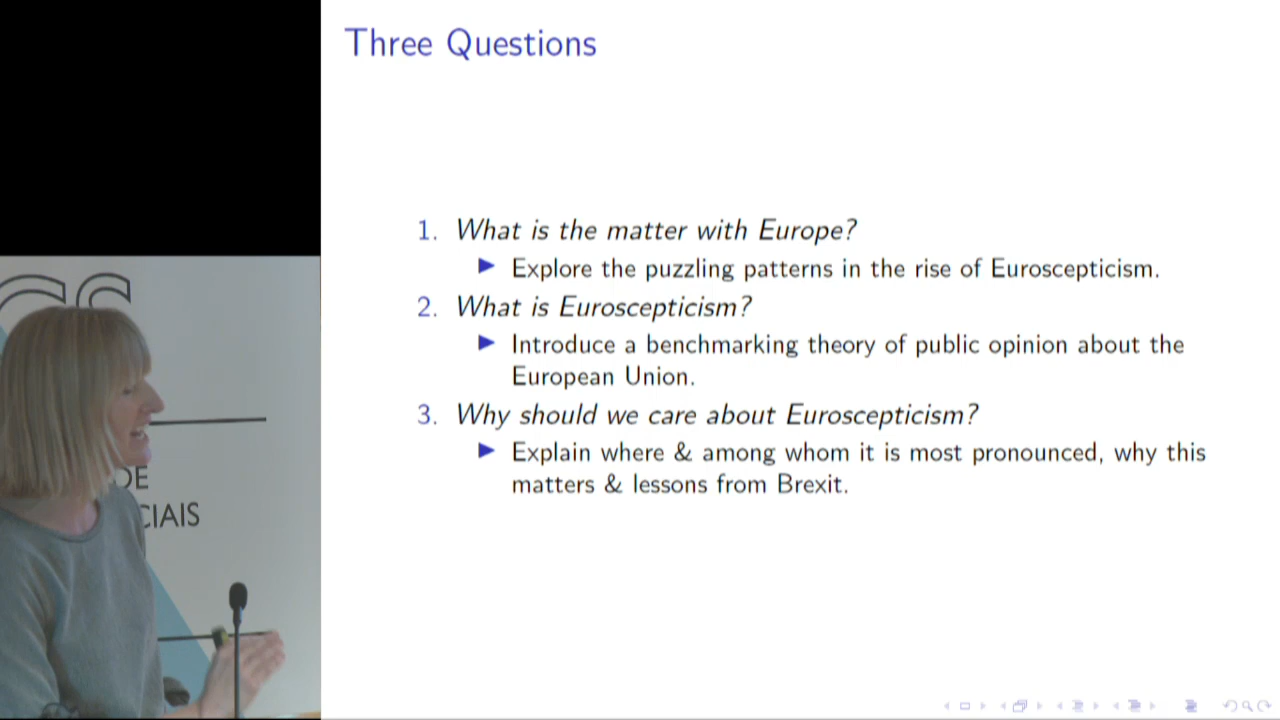 Three Questions
1. What is the matter with Europe?
▶ Explore the puzzling patterns in the rise of Euroscepticism.
2. What is Euroscepticism?
▶ Introduce a benchmarking theory of public opinion about the
European Union.
3. Why should we care about Euroscepticism?
▶ Explain where & among whom it is most pronounced, why this
matters & lessons from Brexit.
CS
DE
CIAIS